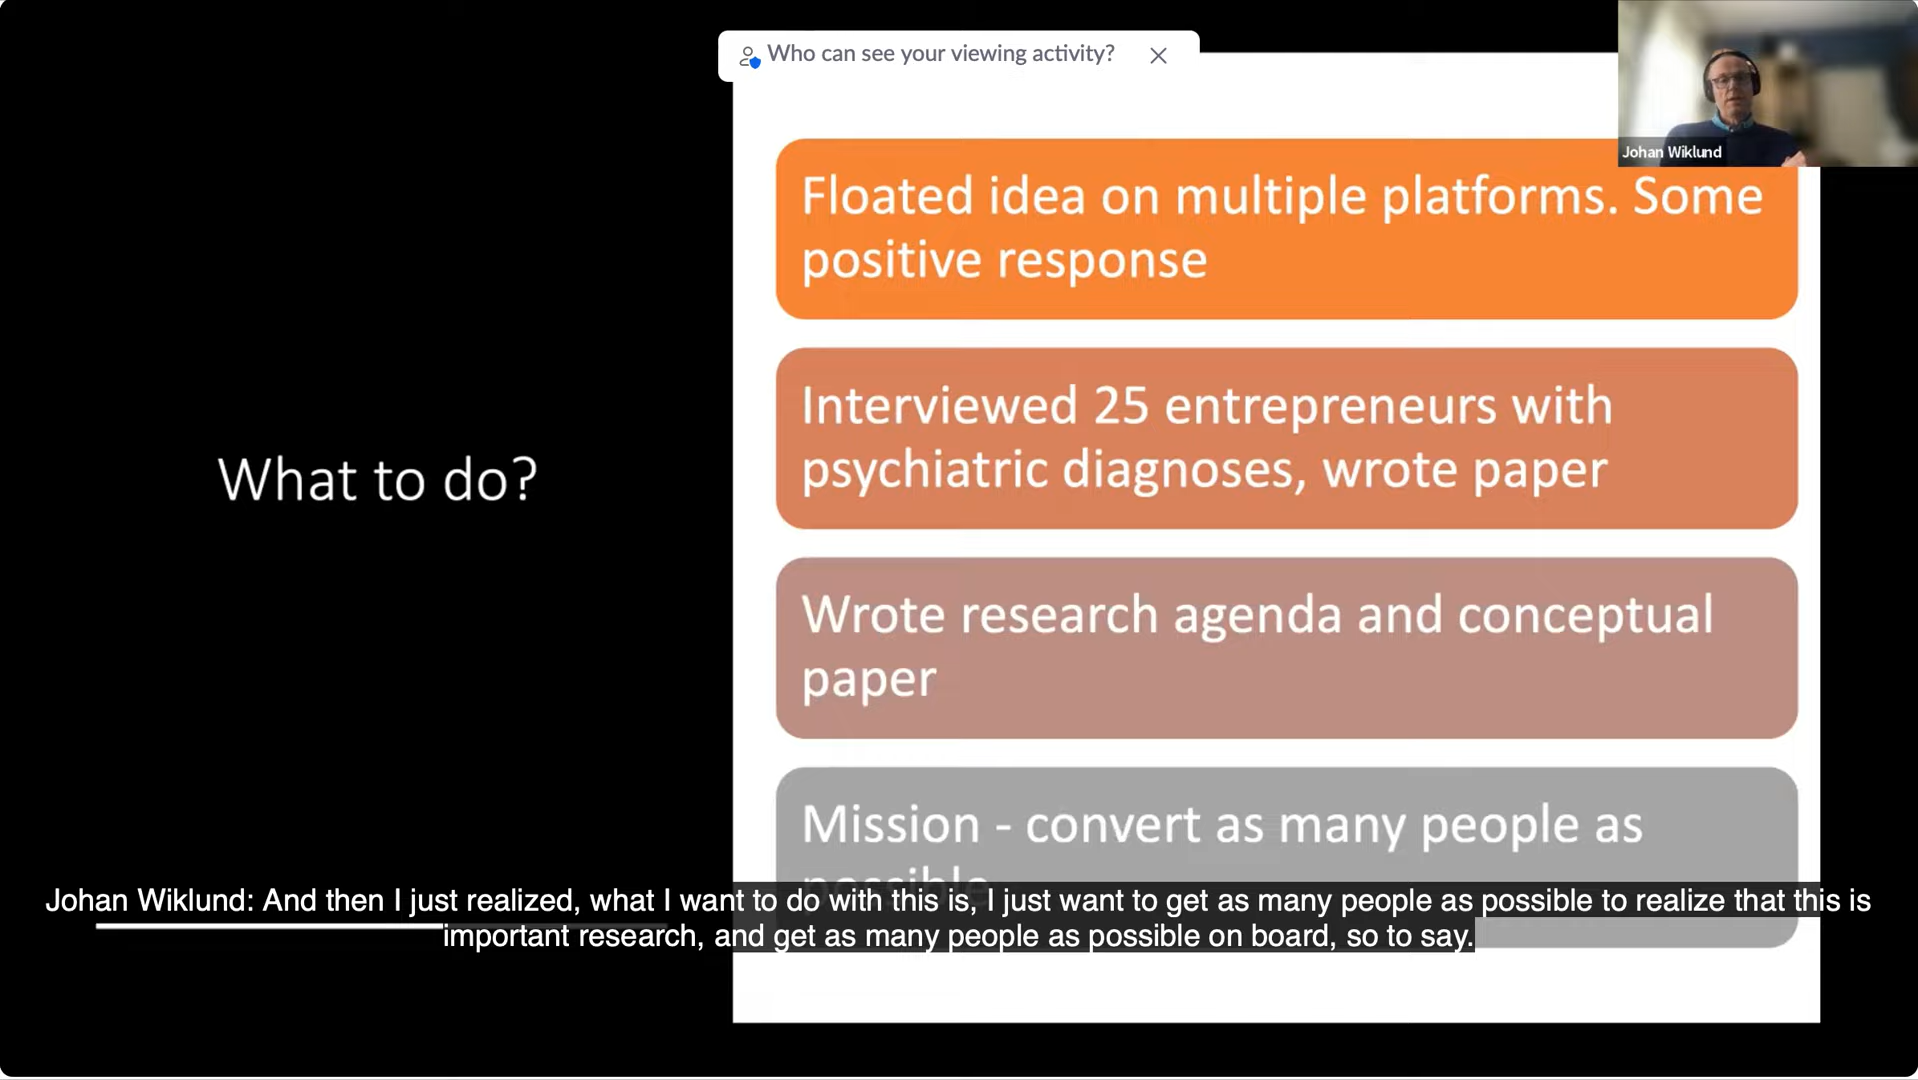 Who can see your viewing activity?
Johan Wiklund
What to do?
Floated idea on multiple platforms. Some
positive response
Interviewed 25 entrepreneurs with
psychiatric diagnoses, wrote paper
Wrote research agenda and conceptual
paper
Mission - convert as many people as
possible
Johan Wiklund: And then I just realized, what I want to do with this is, I just want to get as many people as possible to realize that this is
important research, and get as many people as possible on board, so to say.